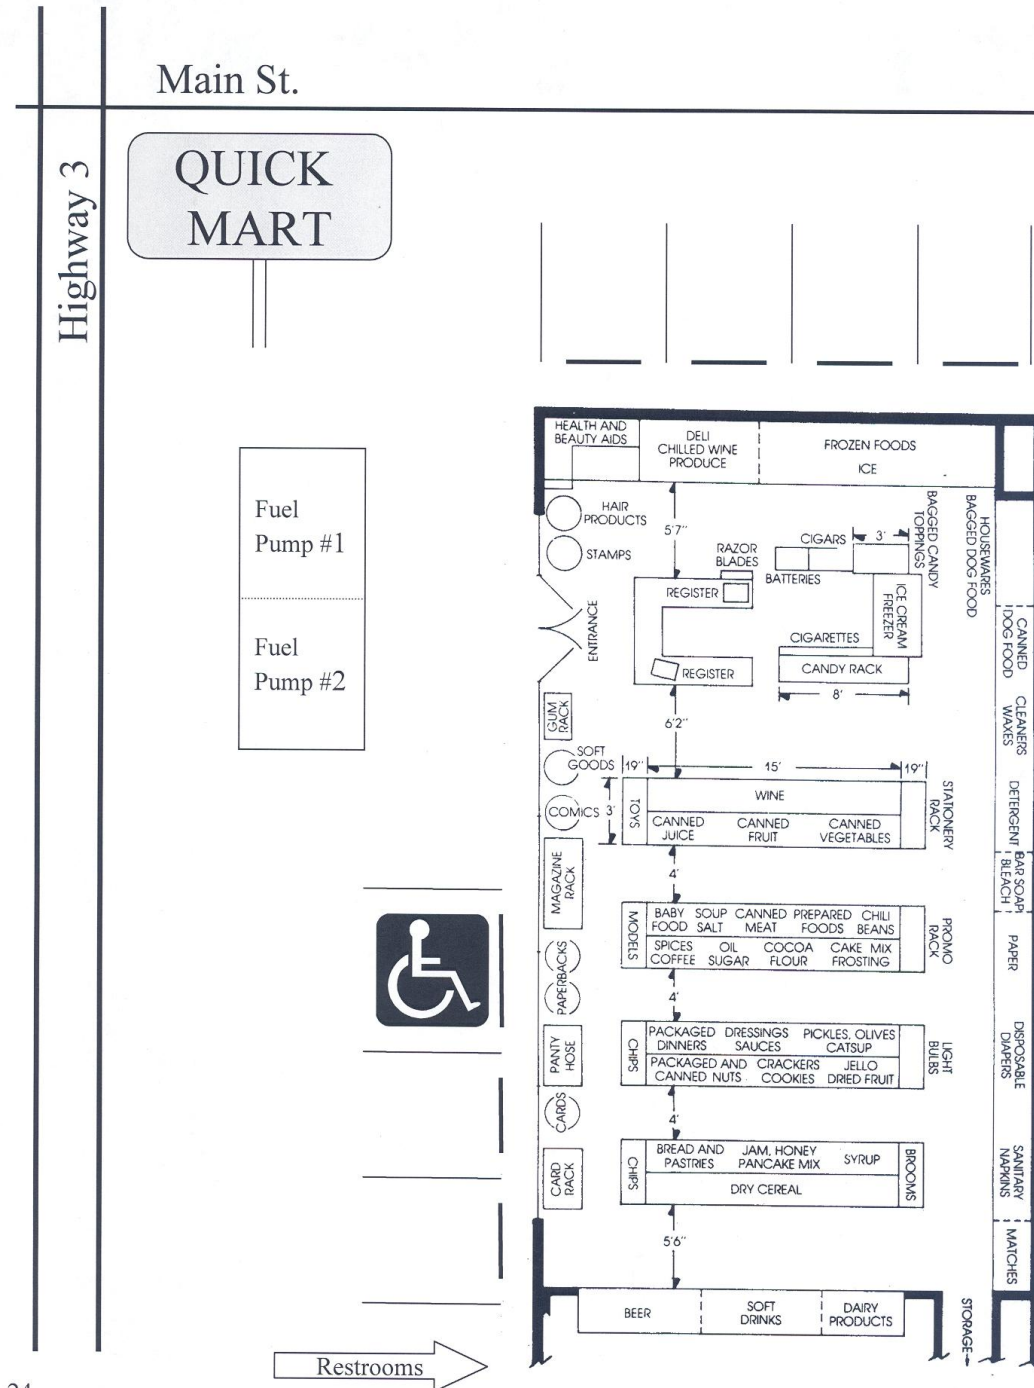 Main St.
Highway 3
QUICK
MART
Fuel
Pump #1
Fuel
Pump #2
HEALTH AND
BEAUTY AIDS
DELI
CHILLED WINE
PRODUCE
FROZEN FOODS
ICE
HAIR
PRODUCTS
STAMPS
5'7"
RAZOR
BLADES
CIGARS
3'
BATTERIES
BAGGED CANDY
TOPPINGS
HOUSEWARES
BAGGED DOG FOOD
REGISTER
ICE CREAM
FREEZER
ENTRANCE
CIGARETTES
CANDY RACK
REGISTER
8'
CANNED
DOG FOOD
GUM
RACK
6'2"
CLEANERS
WAXES
SOFT
GOODS
19"
15'
19"
COMICS
3'
TOYS
WINE
CANNED
JUICE
CANNED
FRUIT
CANNED
VEGETABLES
STATIONERY
RACK
DETERGENT
BAR SOAP
BLEACH
MAGAZINE
RACK
4'
MODELS
BABY
FOOD
SOUP
SALT
CANNED
MEAT
PREPARED
FOODS
CHILI
BEANS
SPICES
COFFEE
OIL
SUGAR
COCOA
FLOUR
CAKE MIX
FROSTING
PROMO
RACK
PAPER
PAPERBACKS
4'
PANTY
HOSE
CHIPS
PACKAGED
DINNERS
DRESSINGS
SAUCES
PICKLES, OLIVES
CATSUP
PACKAGED AND
CANNED NUTS
CRACKERS
COOKIES
JELLO
DRIED FRUIT
LIGHT
BULBS
DISPOSABLE
DIAPERS
CARDS
4'
CARD
RACK
CHIPS
BREAD AND
PASTRIES
JAM, HONEY
PANCAKE MIX
SYRUP
DRY CEREAL
BROOMS
SANITARY
NAPKINS
5'6"
MATCHES
BEER
SOFT
DRINKS
DAIRY
PRODUCTS
STORAGE
Restrooms